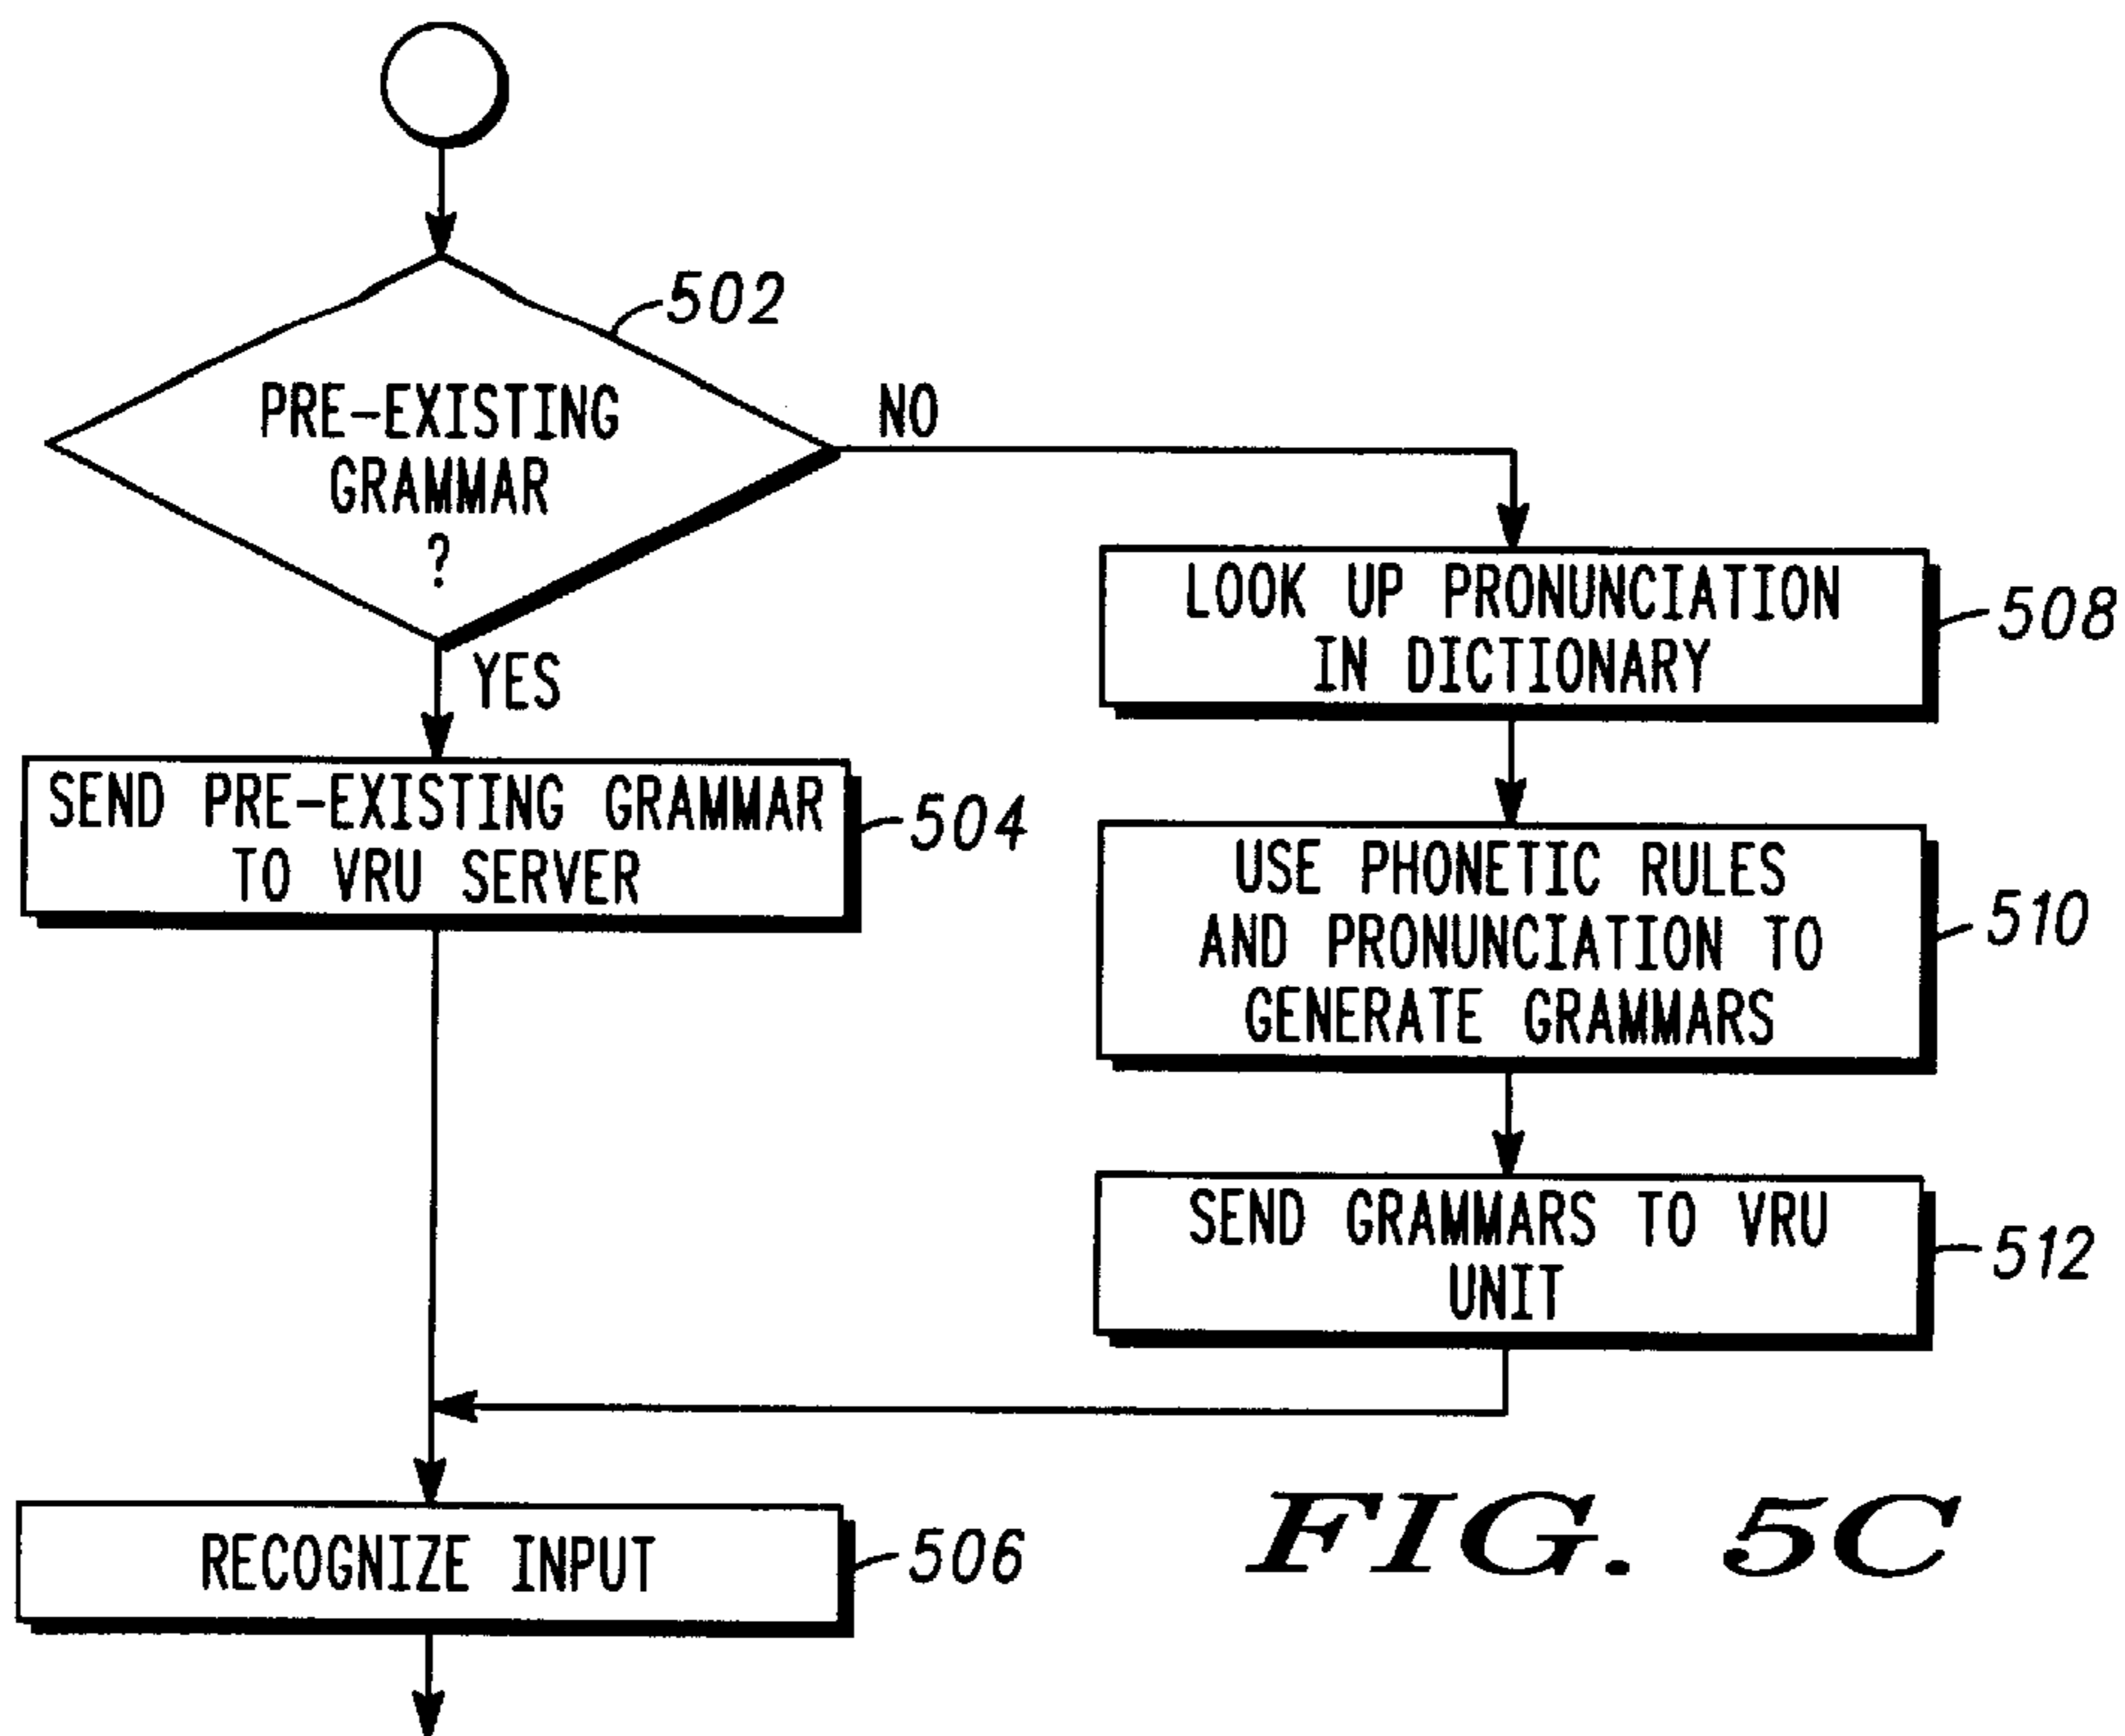 502
PRE-EXISTING
GRAMMAR
?
NO
YES
LOOK UP PRONUNCIATION
IN DICTIONARY
508
SEND PRE-EXISTING GRAMMAR
TO VRU SERVER
504
USE PHONETIC RULES
AND PRONUNCIATION TO
GENERATE GRAMMARS
510
SEND GRAMMARS TO VRU
UNIT
512
RECOGNIZE INPUT
506
FIG. 5C